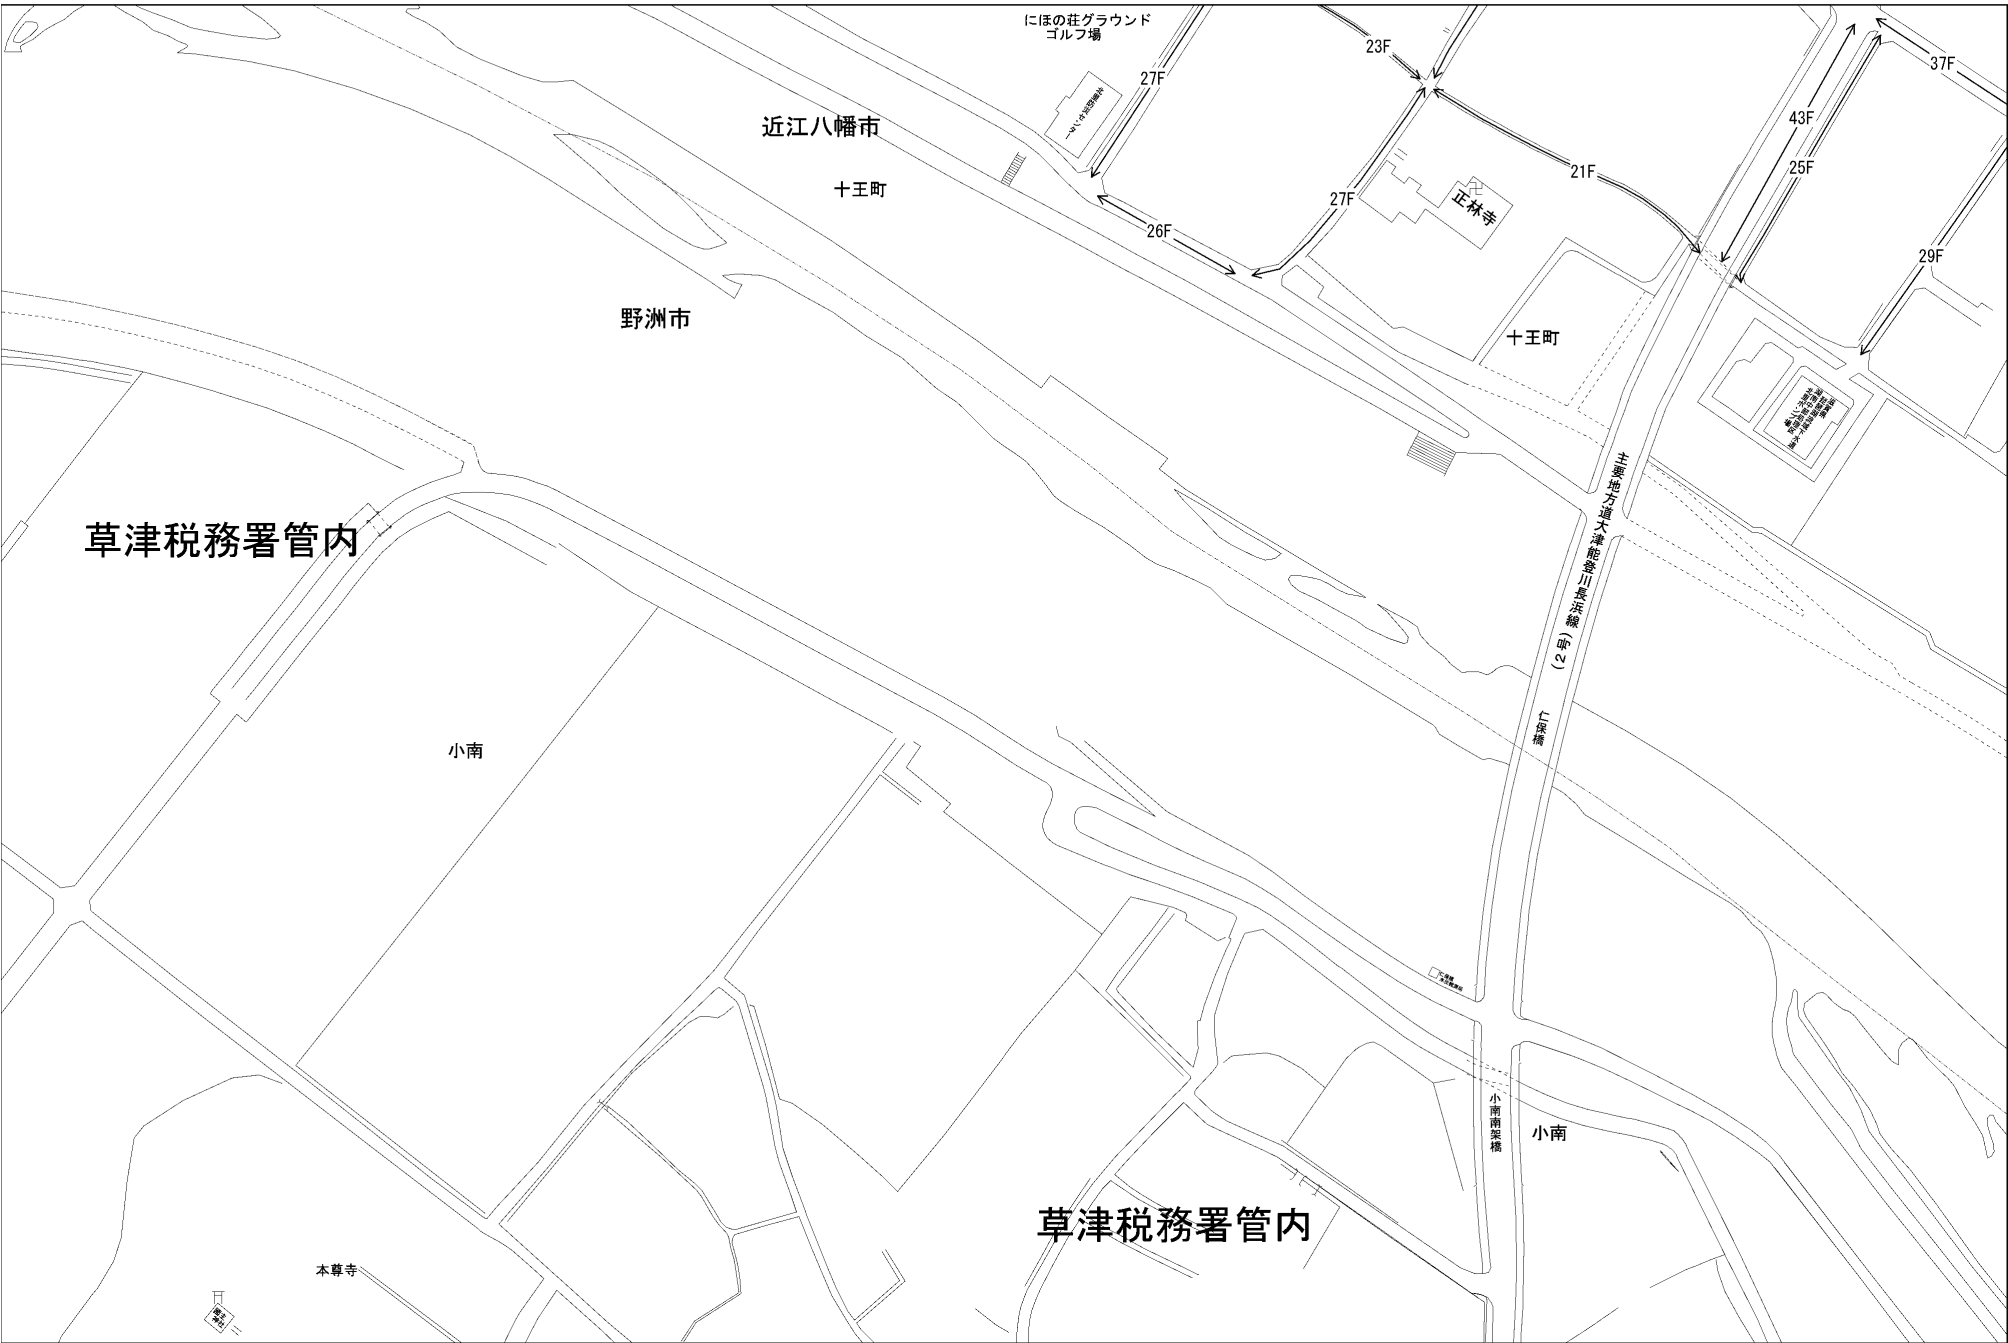 にほの荘グラウンド
ゴルフ場
23F
37F
27F
43F
近江八幡市
25F
21F
十王町
27F
正林寺
26F
29F
野洲市
十王町
主要地方道大津能登川長浜線
(2号)
草津税務署管内
仁保橋
小南
小南南架橋
小南
草津税務署管内
本尊寺